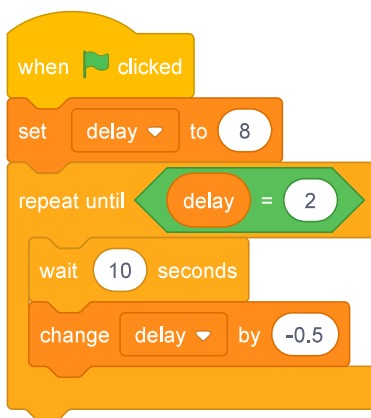 when clicked
set delay to 8
repeat until delay = 2
wait 10 seconds
change delay by -0.5